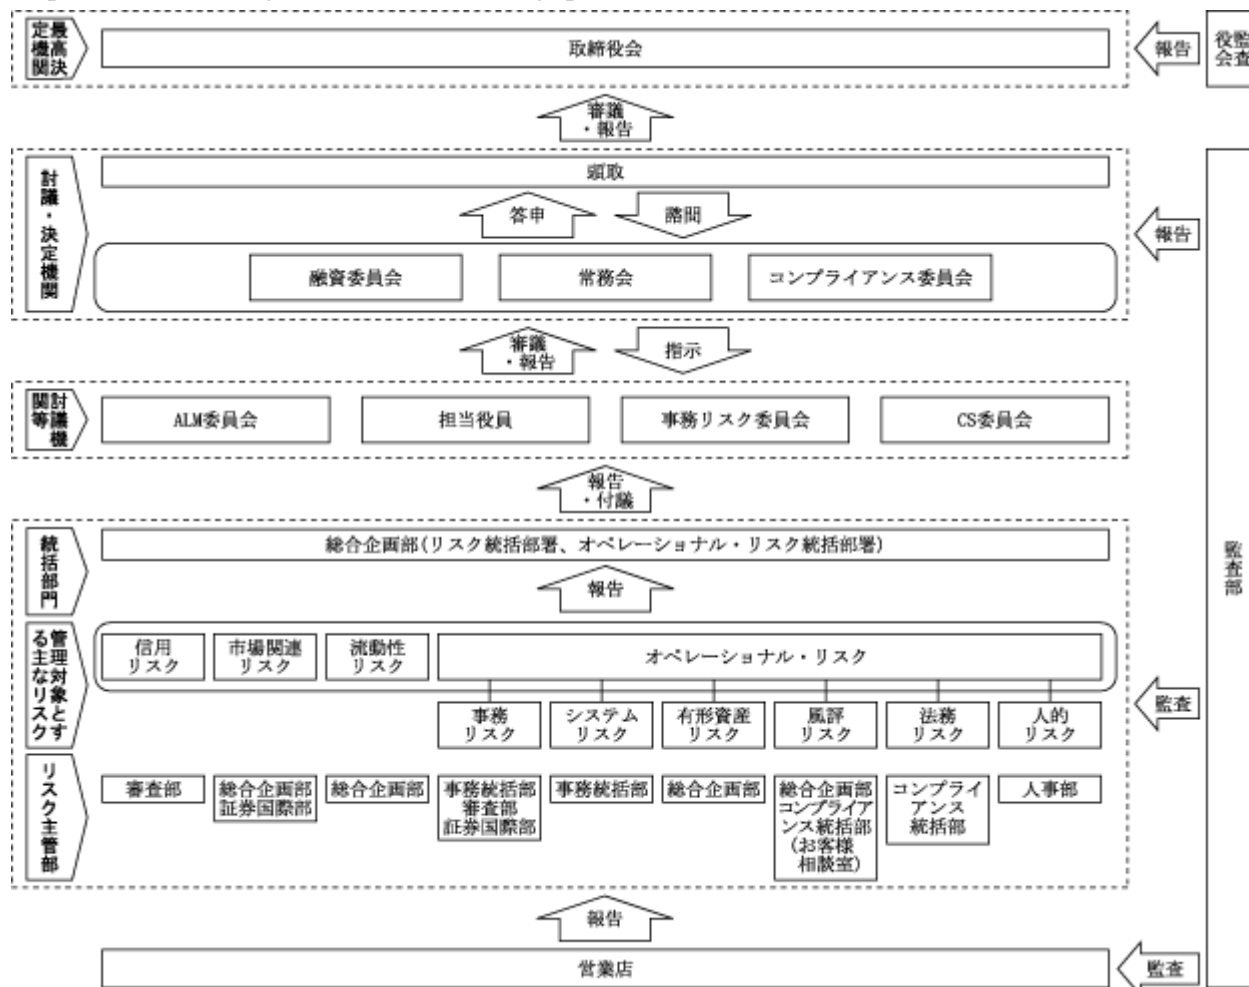 最高決
定機関
取締役会
報告
監査
役会
審議
・報告
討議・決定機関
頭取
答申
諮問
報告
融資委員会
常務会
コンプライアンス委員会
審議
・報告
指示
討議機
関等
ALM委員会
担当役員
事務リスク委員会
CS委員会
報告
・付議
統括部門
総合企画部(リスク統括部署、オペレーショナル・リスク統括部署)
報告
監査部
管理対象とす
る主なリスク
信用
リスク
市場関連
リスク
流動性
リスク
オペレーショナル・リスク
事務
リスク
システム
リスク
有形資産
リスク
風評
リスク
法務
リスク
人的
リスク
監査
リスク主管部
審査部
総合企画部
証券国際部
総合企画部
事務統括部
審査部
証券国際部
事務統括部
総合企画部
総合企画部
コンプライア
ンス統括部
(お客様
相談室)
コンプライ
アンス
統括部
人事部
報告
営業店
監査